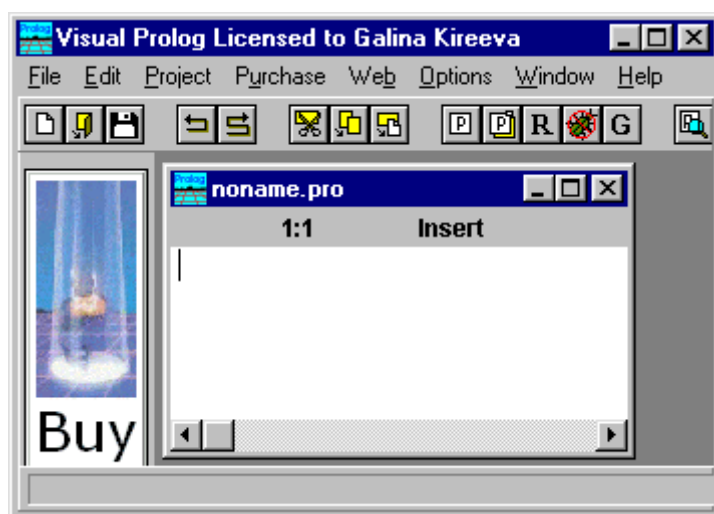 Visual Prolog Licensed to Galina Kireeva
File Edit Project Purchase Web Options Window Help
P P R G
noname.pro
1:1 Insert
Buy